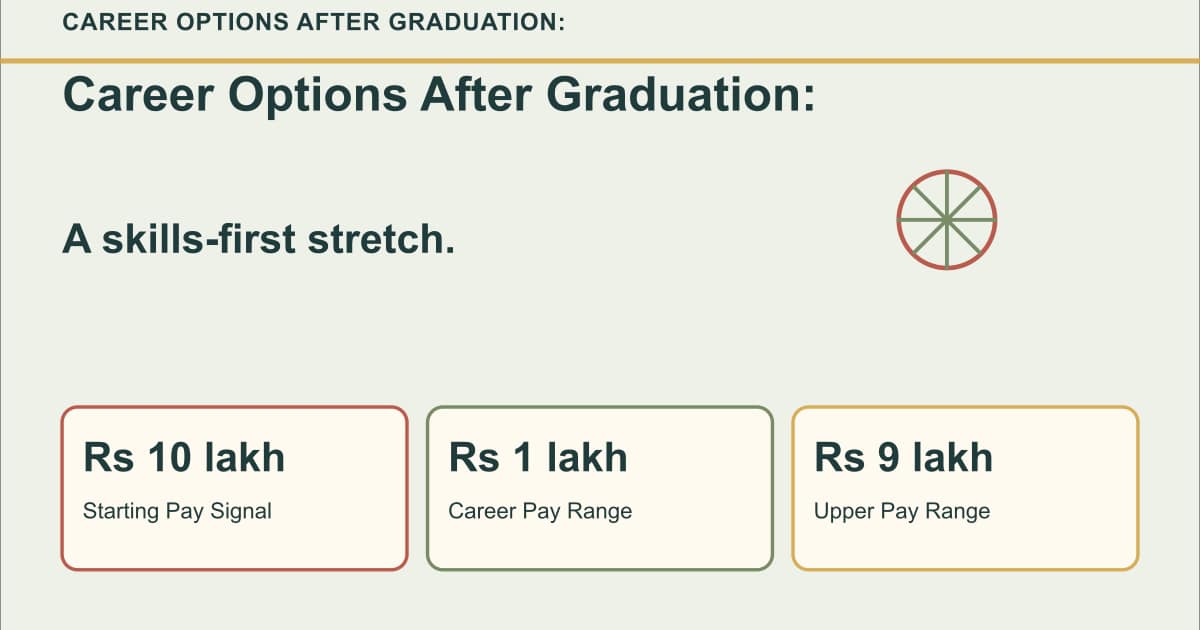 CAREER OPTIONS AFTER GRADUATION:
Career Options After Graduation:
A skills-first stretch.
Rs 10 lakh
Starting Pay Signal
Rs 1 lakh
Career Pay Range
Rs 9 lakh
Upper Pay Range